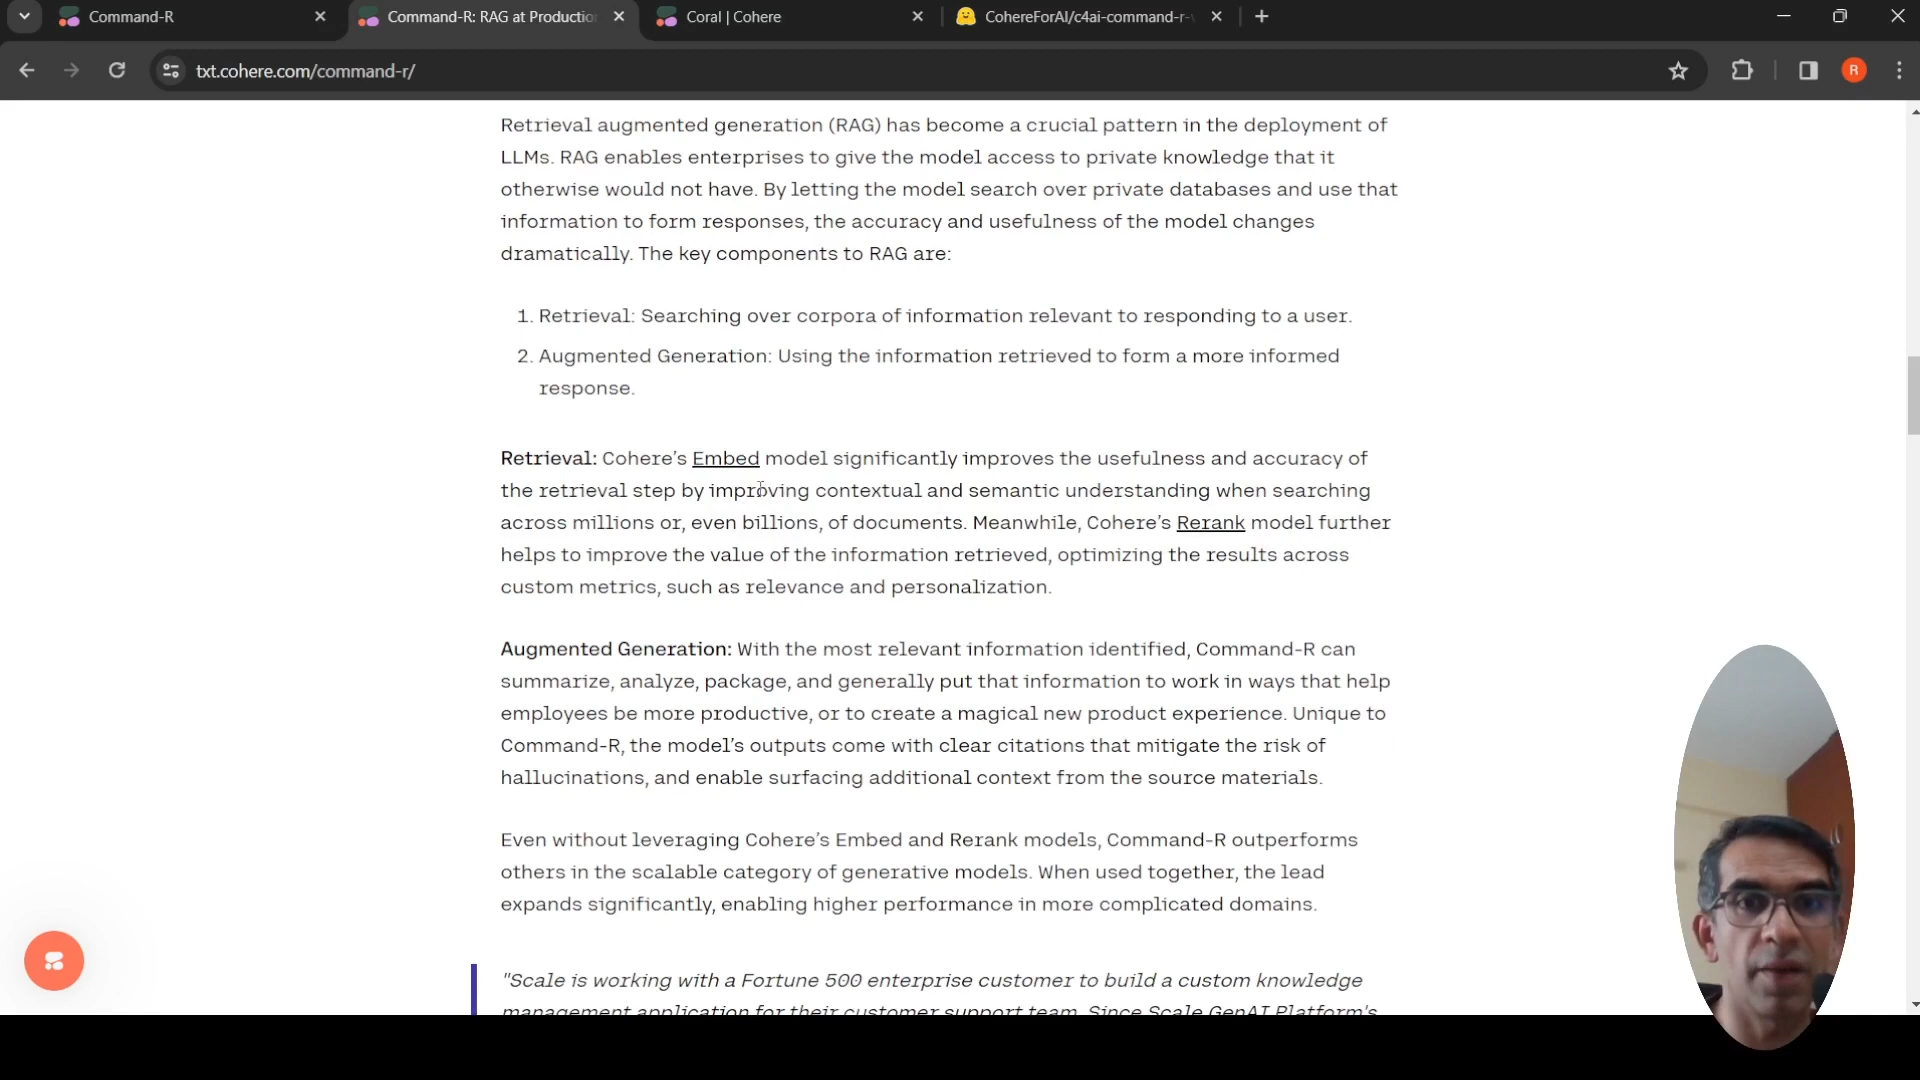 Command-R
Command-R: RAG at Productio
Coral | Cohere
CohereForAI/c4ai-command-r-
txt.cohere.com/command-r/
R
Retrieval augmented generation (RAG) has become a crucial pattern in the deployment of
LLMs. RAG enables enterprises to give the model access to private knowledge that it
otherwise would not have. By letting the model search over private databases and use that
information to form responses, the accuracy and usefulness of the model changes
dramatically. The key components to RAG are:
1. Retrieval: Searching over corpora of information relevant to responding to a user.
2. Augmented Generation: Using the information retrieved to form a more informed
response.
Retrieval: Cohere’s Embed model significantly improves the usefulness and accuracy of
the retrieval step by improving contextual and semantic understanding when searching
across millions or, even billions, of documents. Meanwhile, Cohere’s Rerank model further
helps to improve the value of the information retrieved, optimizing the results across
custom metrics, such as relevance and personalization.
Augmented Generation: With the most relevant information identified, Command-R can
summarize, analyze, package, and generally put that information to work in ways that help
employees be more productive, or to create a magical new product experience. Unique to
Command-R, the model’s outputs come with clear citations that mitigate the risk of
hallucinations, and enable surfacing additional context from the source materials.
Even without leveraging Cohere’s Embed and Rerank models, Command-R outperforms
others in the scalable category of generative models. When used together, the lead
expands significantly, enabling higher performance in more complicated domains.
"Scale is working with a Fortune 500 enterprise customer to build a custom knowledge
management application for their customer support team. Since Scale GenAI Platform's